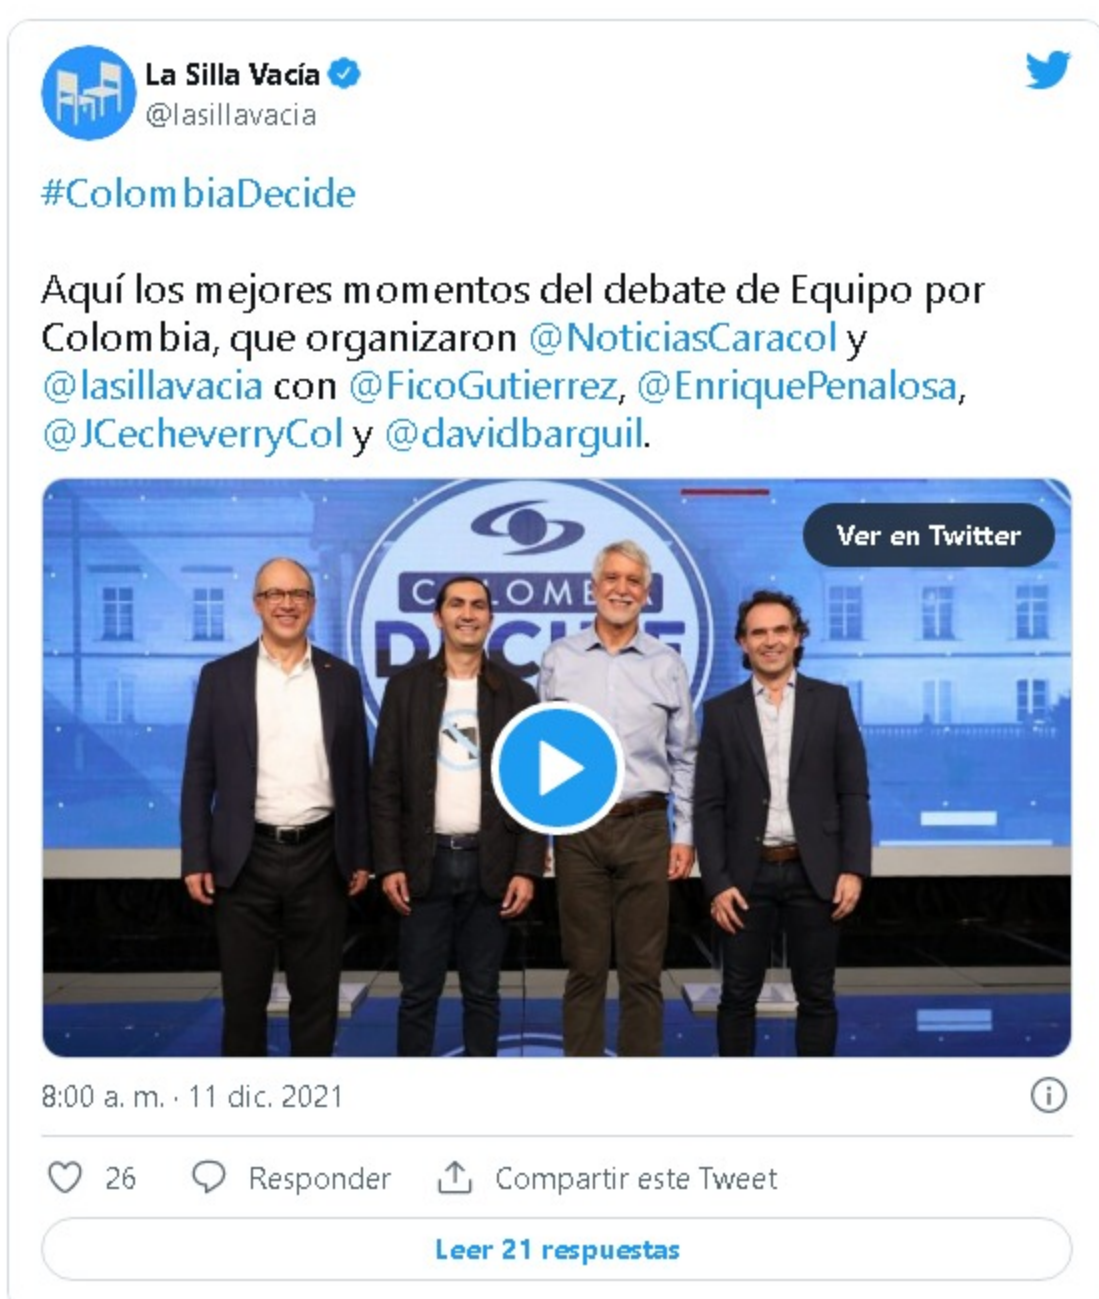 La Silla Vacía
@lasillavacia
#ColombiaDecide
Aquí los mejores momentos del debate de Equipo por
Colombia, que organizaron @NoticiasCaracol y
@lasillavacia con @FicoGutierrez, @EnriquePenalosa,
@JCecheverryCol y @davidbarguil.
Ver en Twitter
8:00 a. m. · 11 dic. 2021
26
Responder
Compartir este Tweet
Leer 21 respuestas